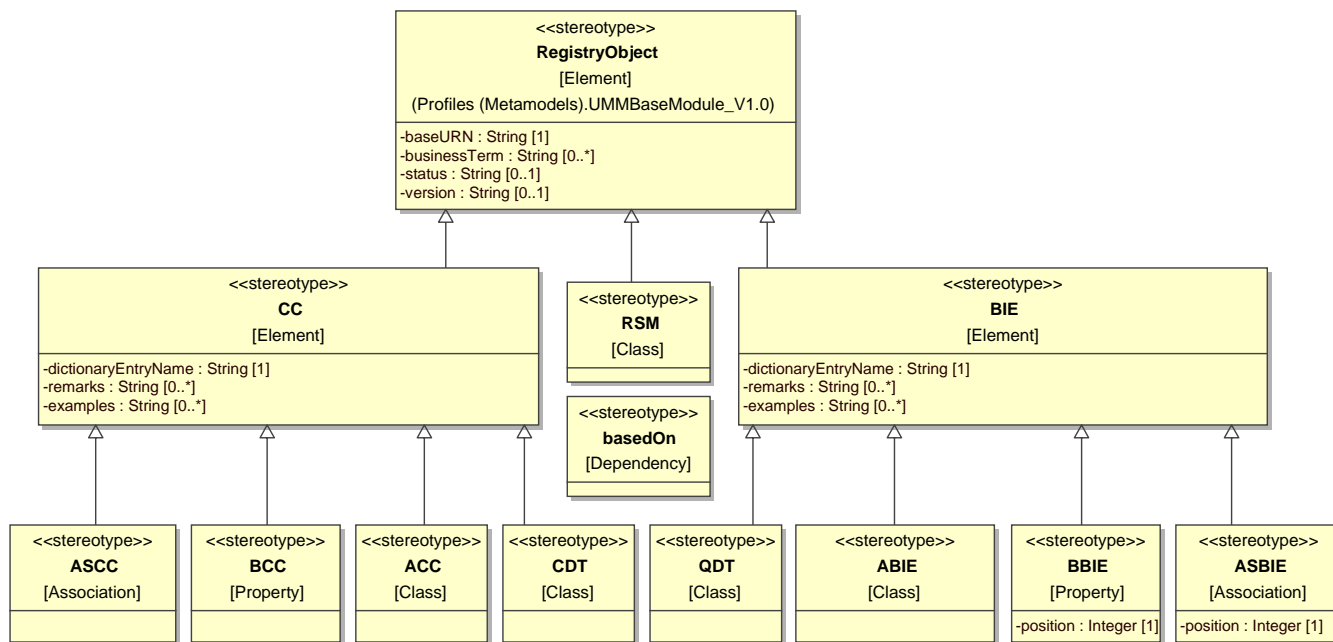 <<stereotype>>
RegistryObject
[Element]
(Profiles (Metamodels).UMMBaseModule_V1.0)
-baseURN : String [1]
-businessTerm : String [0..*]
-status : String [0..1]
-version : String [0..1]
<<stereotype>>
CC
[Element]
-dictionaryEntryName : String [1]
-remarks : String [0..*]
-examples : String [0..*]
<<stereotype>>
RSM
[Class]
<<stereotype>>
BIE
[Element]
-dictionaryEntryName : String [1]
-remarks : String [0..*]
-examples : String [0..*]
<<stereotype>>
basedOn
[Dependency]
<<stereotype>>
ASCC
[Association]
<<stereotype>>
BCC
[Property]
<<stereotype>>
ACC
[Class]
<<stereotype>>
CDT
[Class]
<<stereotype>>
QDT
[Class]
<<stereotype>>
ABIE
[Class]
<<stereotype>>
BBIE
[Property]
-position : Integer [1]
<<stereotype>>
ASBIE
[Association]
-position : Integer [1]